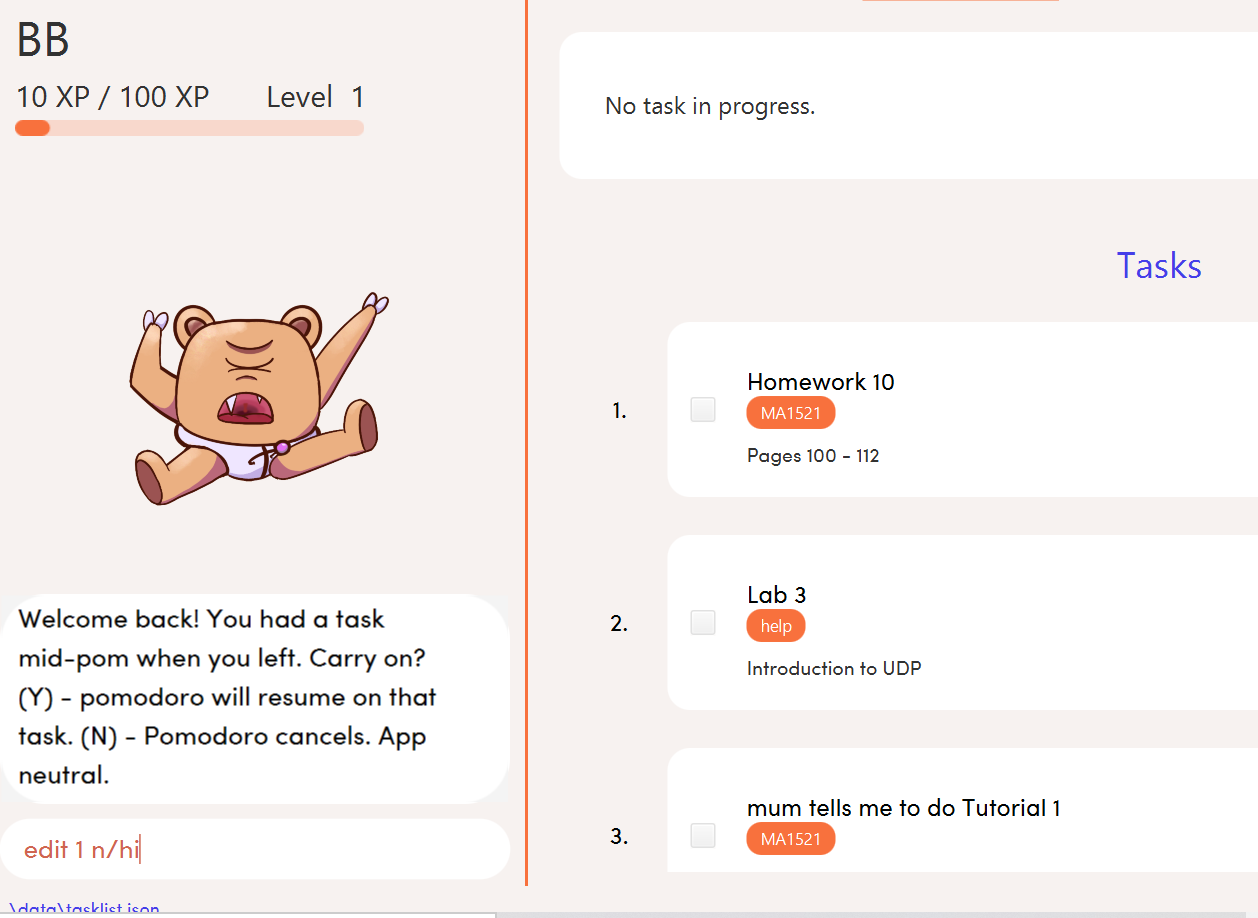 BB
10 XP / 100 XP Level 1
Welcome back! You had a task
mid-pom when you left. Carry on?
(Y) - pomodoro will resume on that
task. (N) - Pomodoro cancels. App
neutral.
edit 1 n/hi
\data\tasklist.json
No task in progress.
Tasks
1.
Homework 10
MA1521
Pages 100 - 112
2.
Lab 3
help
Introduction to UDP
3.
mum tells me to do Tutorial 1
MA1521